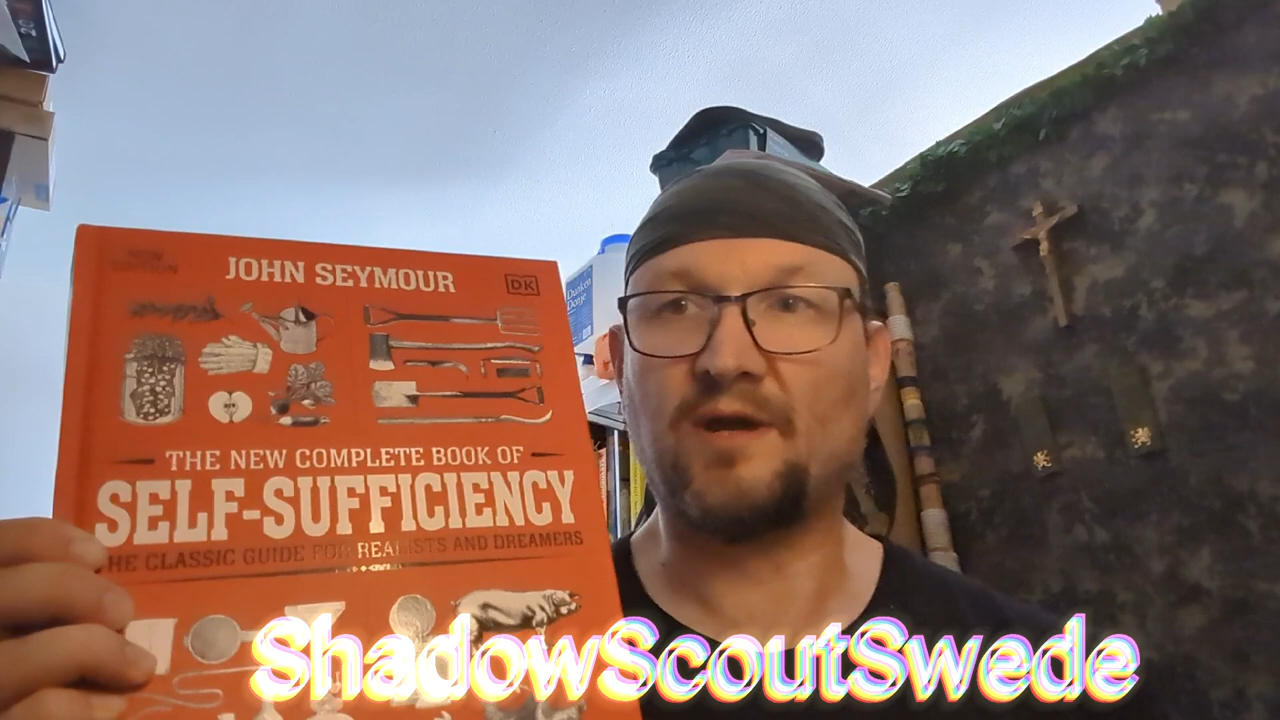 NEW
EDITION
JOHN SEYMOUR
DK
Dunken
THE NEW COMPLETE BOOK OF
SELF-SUFFICIENCY
THE CLASSIC GUIDE FOR REALISTS AND DREAMERS
ShadowScoutSwede